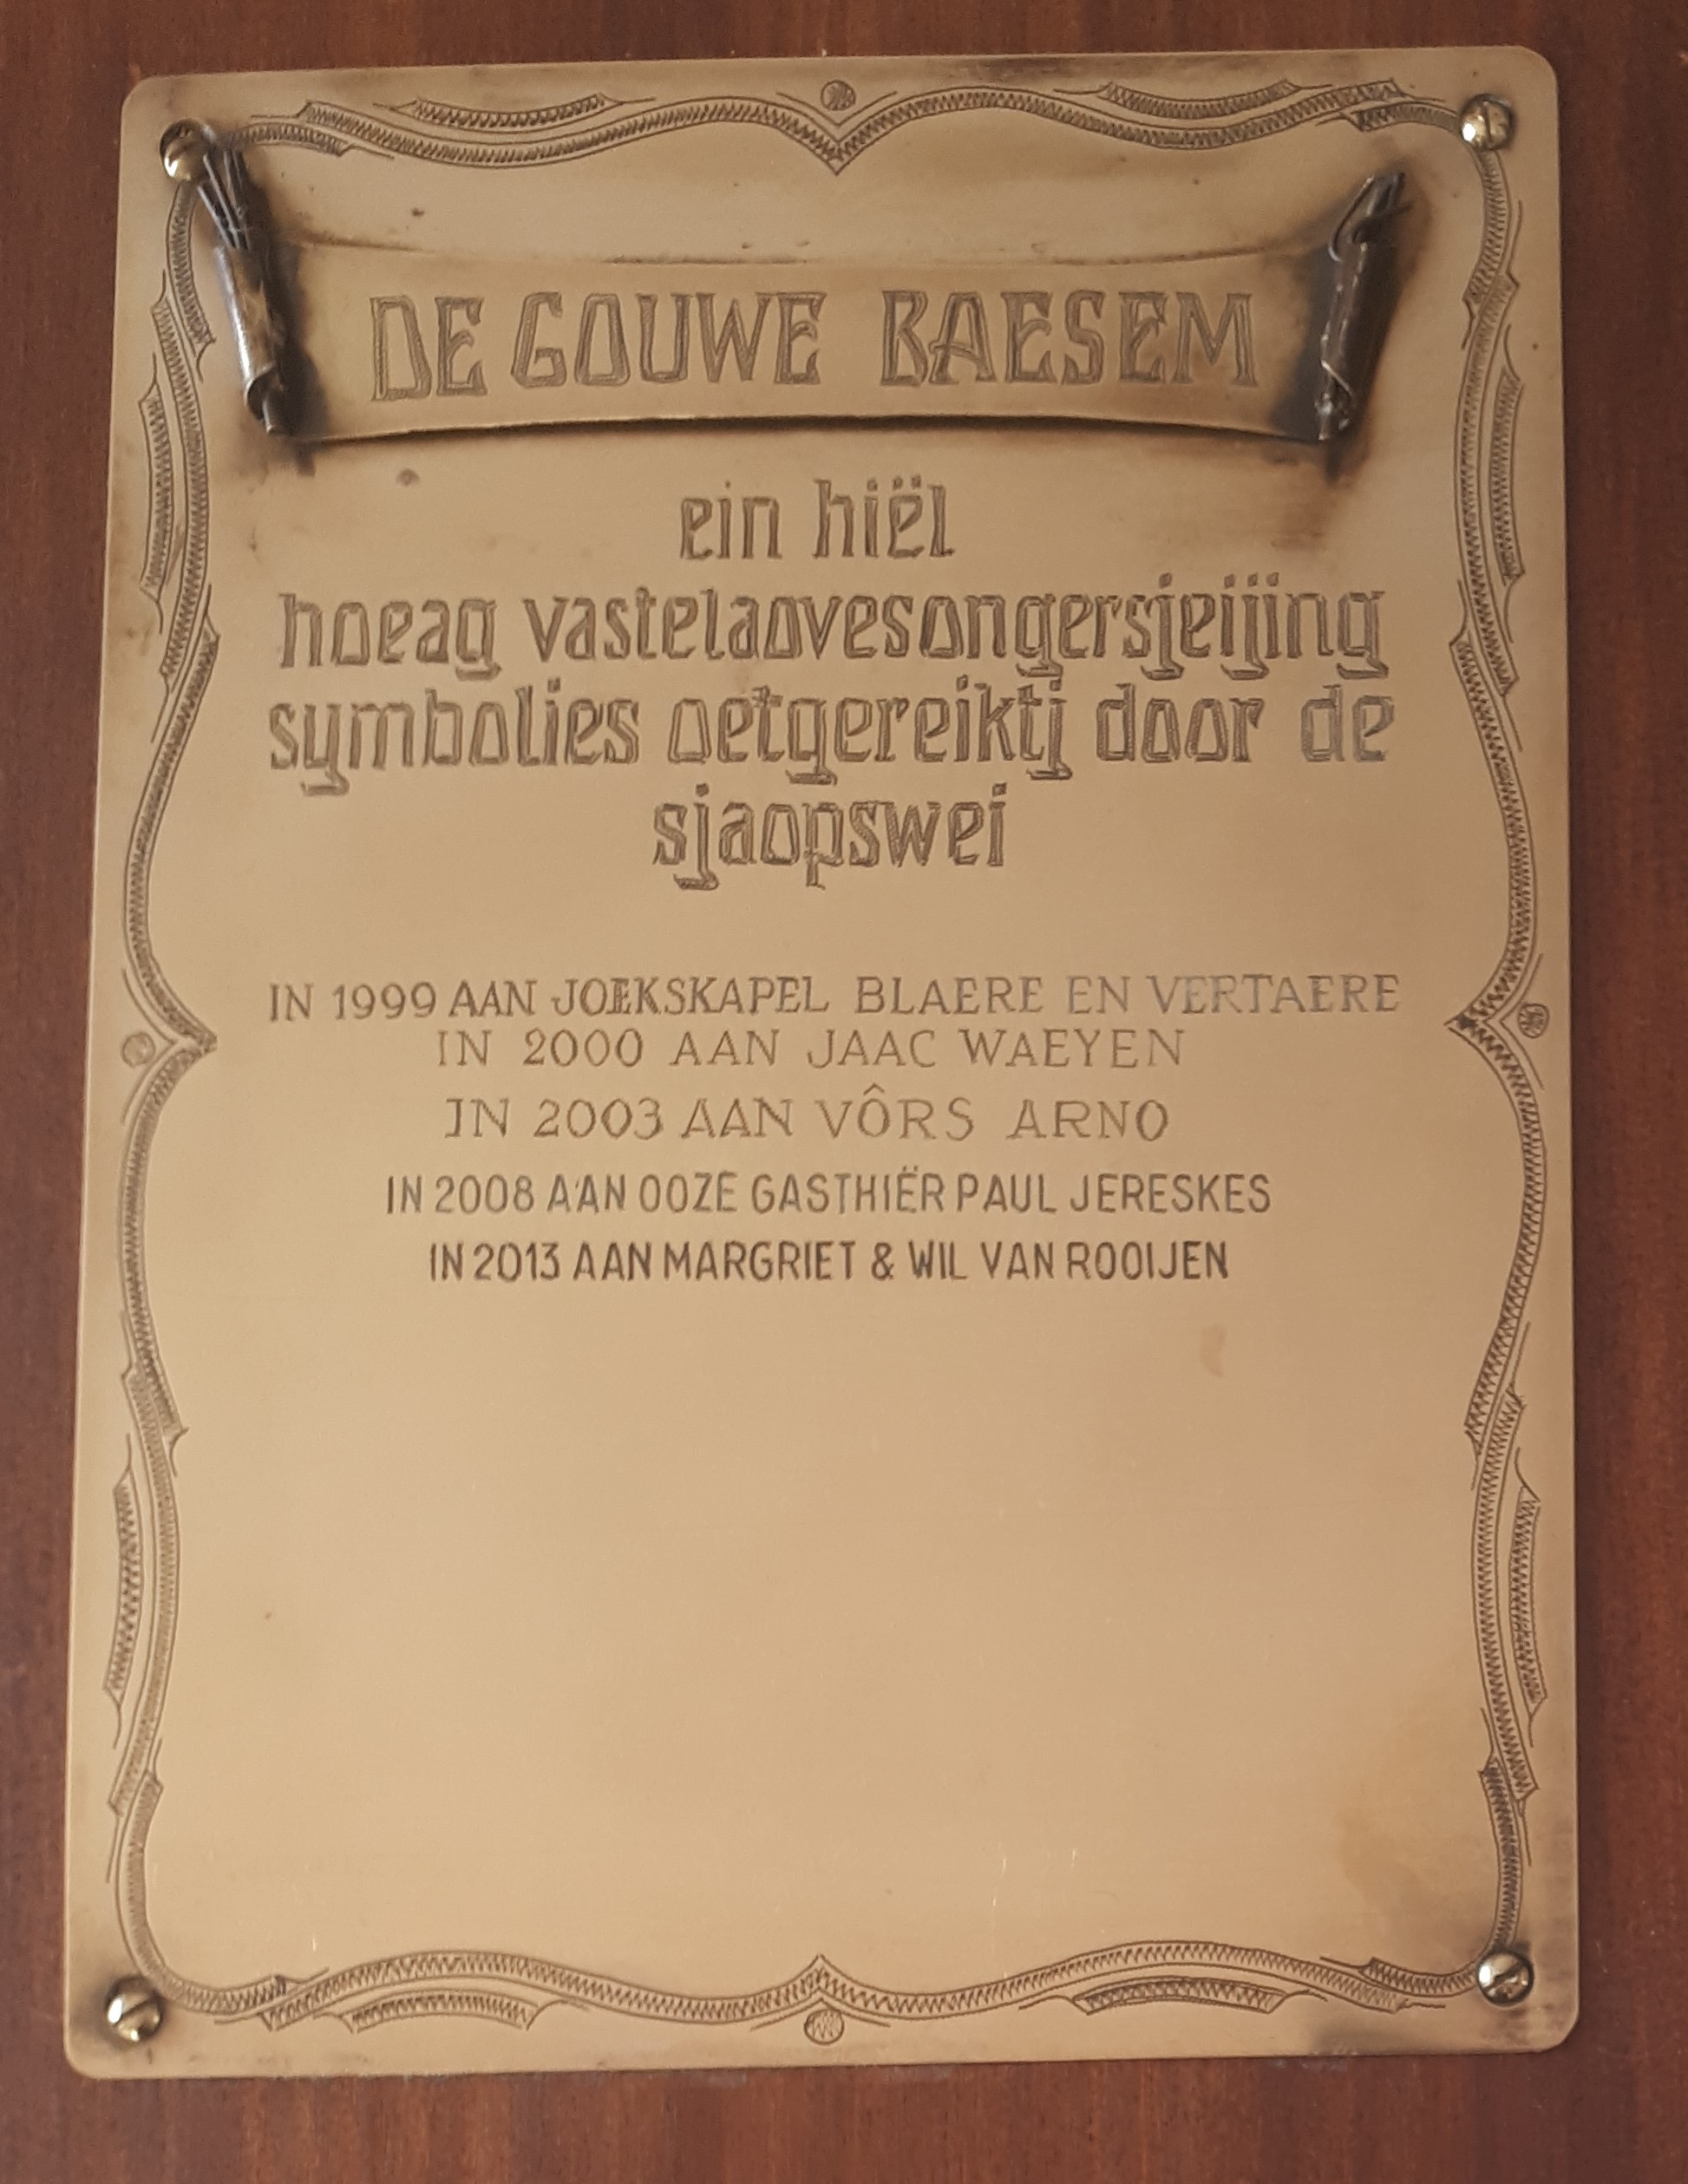 DE GOUWE BAESEM
ein hiël
hoeag vastelaovesongersjeijing
symbolies oetgereiktj door de
sjaopswei
IN 1999 AAN JOEKSKAPEL BLAERE EN VERTAERE
IN 2000 AAN JAAC WAEYEN
IN 2003 AAN VÔRS ARNO
IN 2008 AAN OOZE GASTHIËR PAUL JERESKES
IN 2013 AAN MARGRIET & WIL VAN ROOIJEN